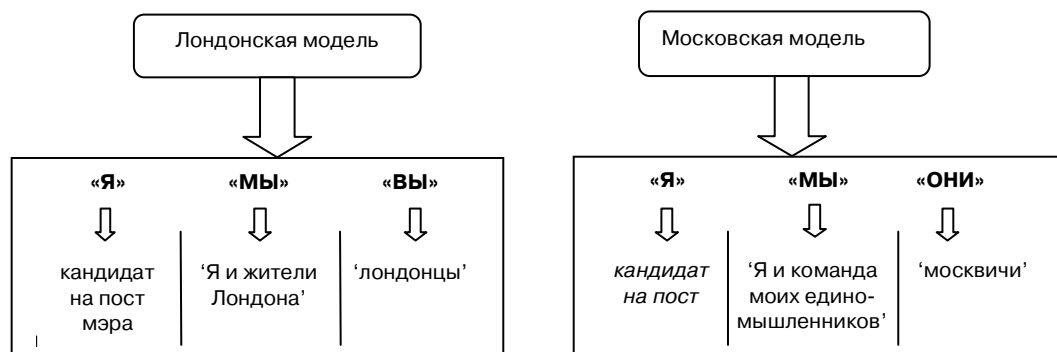 Лондонская модель
«Я» «МЫ» «ВЫ»
кандидат
на пост
мэра
‘Я и жители
Лондона’
‘лондонцы’
Московская модель
«Я» «МЫ» «ОНИ»
кандидат
на пост
‘Я и команда
моих едино-
мышленников’
‘москвичи’